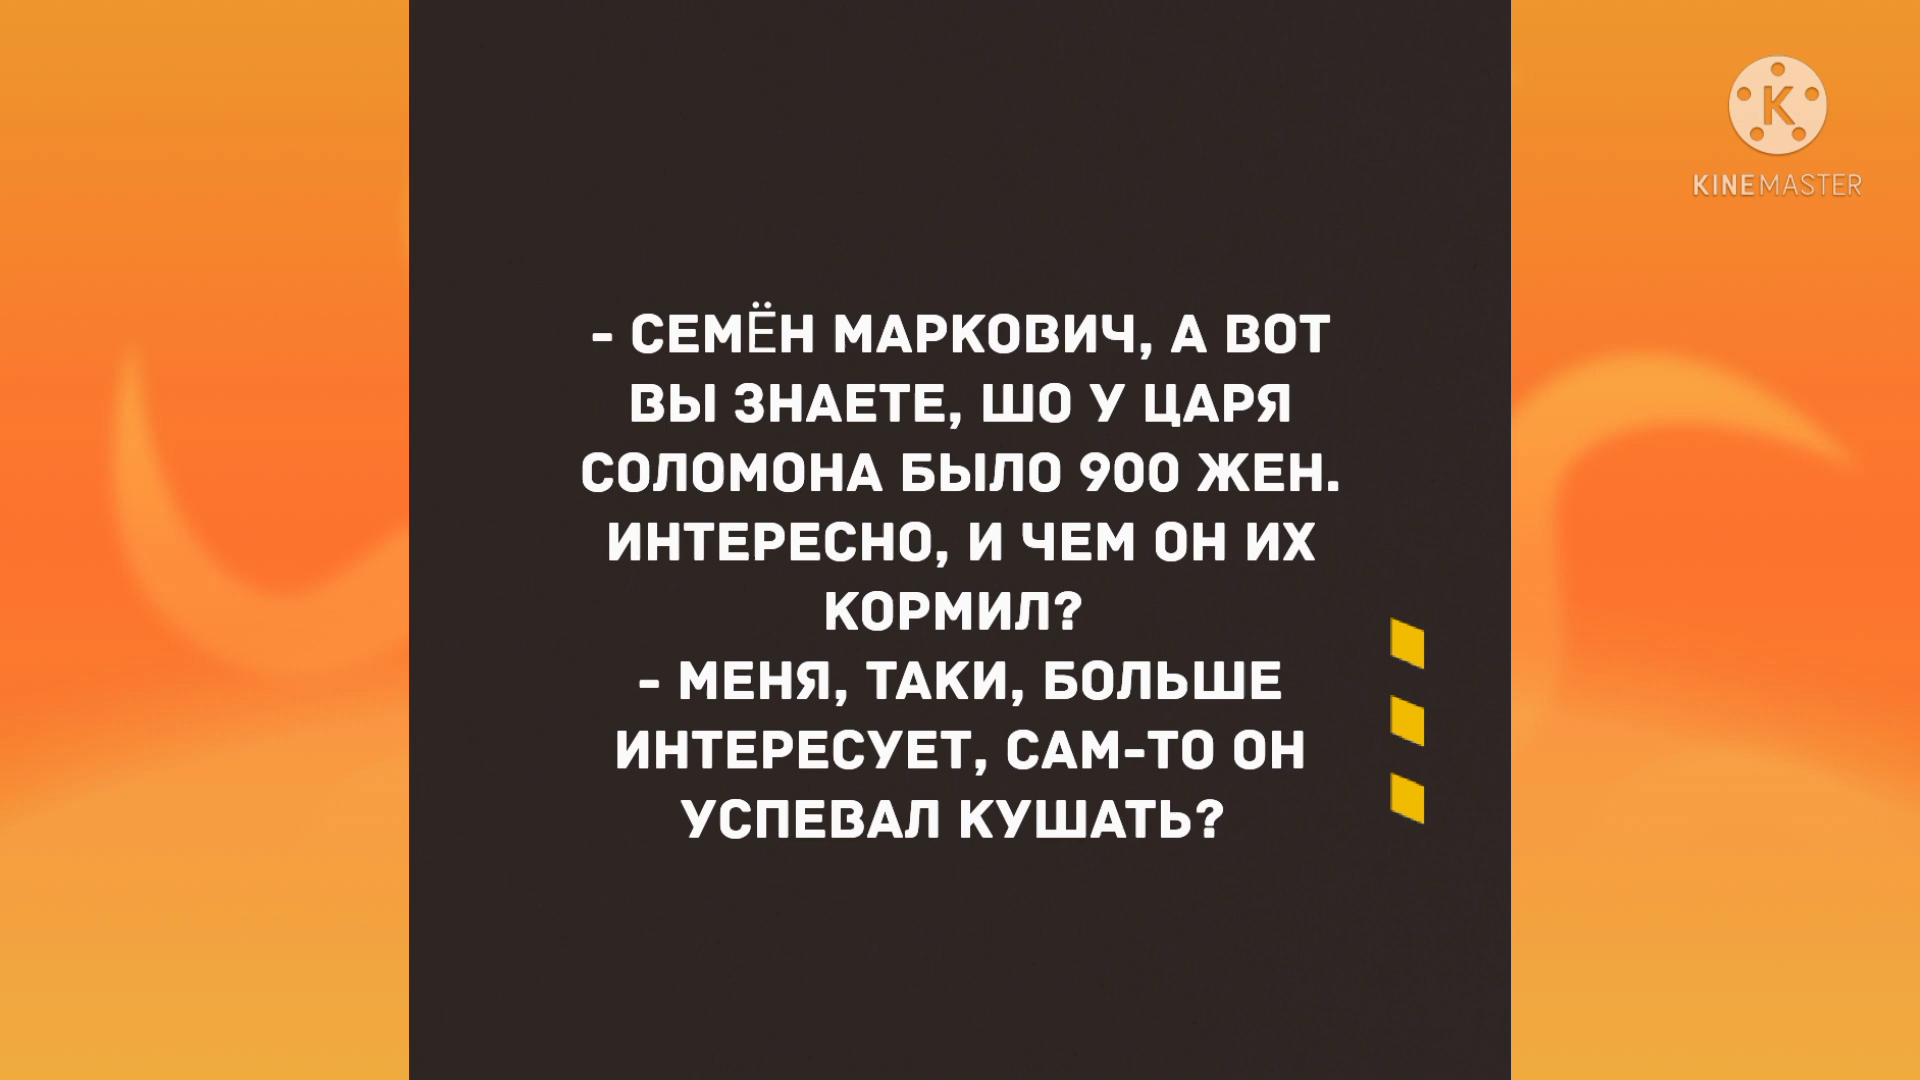 - СЕМЁН МАРКОВИЧ, А ВОТ
ВЫ ЗНАЕТЕ, ШО У ЦАРЯ
СОЛОМОНА БЫЛО 900 ЖЕН.
ИНТЕРЕСНО, И ЧЕМ ОН ИХ
КОРМИЛ?
- МЕНЯ, ТАКИ, БОЛЬШЕ
ИНТЕРЕСУЕТ, САМ-ТО ОН
УСПЕВАЛ КУШАТЬ?
K
KINEMASTER